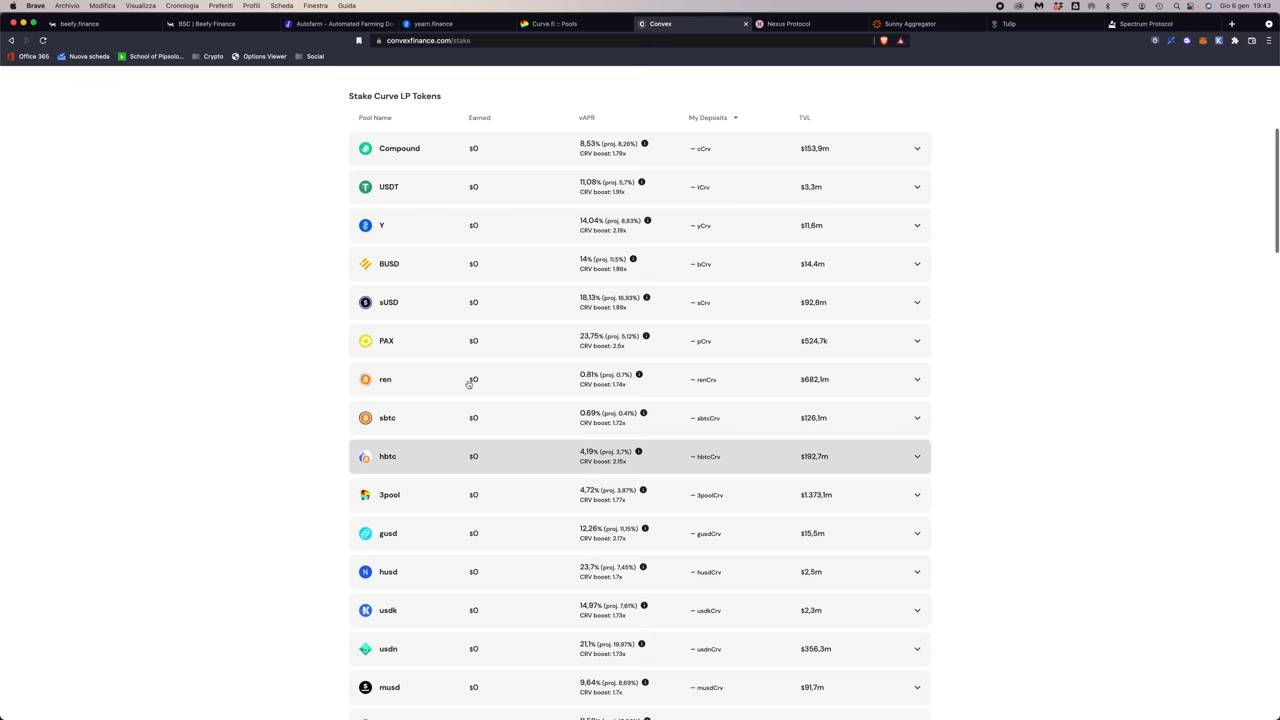 Brave Archivio Modifica Visualizza Cronologia Preferiti Profili Scheda Finestra Guida Gio 6 gen 19:43
beefy.finance BSC | Beefy Finance Autofarm - Automated Farming Do yearn.finance Curve.fi :: Pools Convex Nexus Protocol Sunny Aggregator Tulip Spectrum Protocol
convexfinance.com/stake
Office 365 Nuova scheda School of Pipsolo... Crypto Options Viewer Social
Stake Curve LP Tokens
Pool Name Earned vAPR My Deposits TVL
Compound $0 8,53% (proj. 8,26%) — cCrv $153,9m
CRV boost: 1.79x
USDT $0 11,08% (proj. 5,7%) — tCrv $3,3m
CRV boost: 1.91x
Y $0 14,04% (proj. 8,83%) — yCrv $11,6m
CRV boost: 2.19x
BUSD $0 14% (proj. 11,5%) — bCrv $14,4m
CRV boost: 1.86x
sUSD $0 18,13% (proj. 16,93%) — sCrv $92,8m
CRV boost: 1.89x
PAX $0 23,75% (proj. 5,12%) — pCrv $524,7k
CRV boost: 2.5x
ren $0 0.81% (proj. 0.7%) — renCrv $682,1m
CRV boost: 1.74x
sbtc $0 0.69% (proj. 0.41%) — sbtcCrv $126,1m
CRV boost: 1.72x
hbtc $0 4,19% (proj. 3,7%) — hbtcCrv $192,7m
CRV boost: 2.15x
3pool $0 4,72% (proj. 3,87%) — 3poolCrv $1.373,1m
CRV boost: 1.77x
gusd $0 12,26% (proj. 11,15%) — gusdCrv $15,5m
CRV boost: 2.17x
husd $0 23,7% (proj. 7,45%) — husdCrv $2,5m
CRV boost: 1.7x
usdk $0 14,97% (proj. 7,61%) — usdkCrv $2,3m
CRV boost: 1.73x
usdn $0 21,1% (proj. 19,97%) — usdnCrv $356,3m
CRV boost: 1.73x
musd $0 9,64% (proj. 8,69%) — musdCrv $91,7m
CRV boost: 1.7x